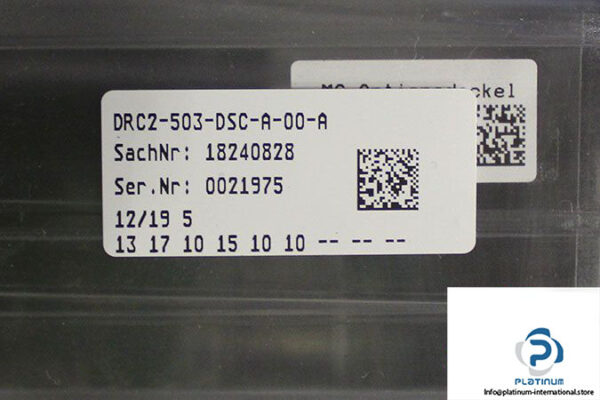 DRC2-503-DSC-A-00-A
SachNr: 18240828
Ser.Nr: 0021975
12/19 5
13 17 10 15 10 10 -- -- --
PLATINUM
Info@platinum-international.store